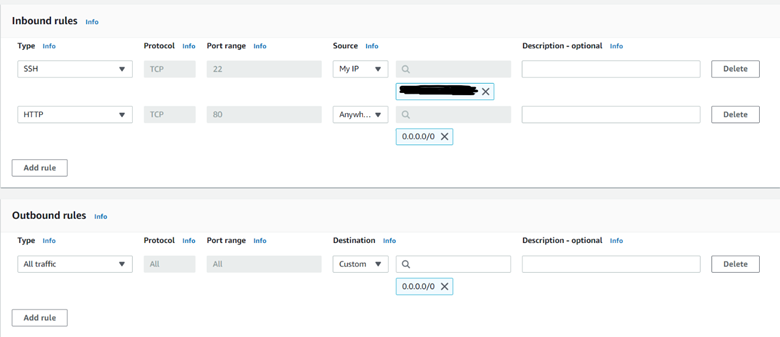 Inbound rules Info
Type Info Protocol Info Port range Info Source Info Description - optional Info
SSH TCP 22 My IP Delete
HTTP TCP 80 Anywh... Delete
0.0.0.0/0
Add rule
Outbound rules Info
Type Info Protocol Info Port range Info Destination Info Description - optional Info
All traffic All All Custom Delete
0.0.0.0/0
Add rule